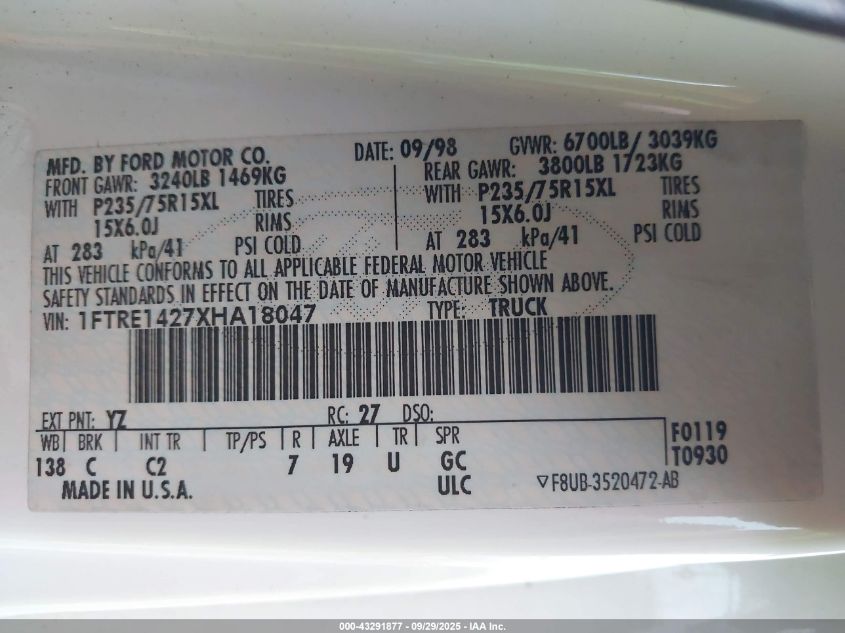 MFD. BY FORD MOTOR CO. DATE: 09/98 GVWR: 6700LB/ 3039KG
FRONT GAWR: 3240LB 1469KG REAR GAWR: 3800LB 1723KG
WITH P235/75R15XL TIRES WITH P235/75R15XL TIRES
15X6.0J RIMS 15X6.0J RIMS
AT 283 kPa/41 PSI COLD AT 283 kPa/41 PSI COLD
THIS VEHICLE CONFORMS TO ALL APPLICABLE FEDERAL MOTOR VEHICLE
SAFETY STANDARDS IN EFFECT ON THE DATE OF MANUFACTURE SHOWN ABOVE.
VIN: 1FTRE1427XHA18047 TYPE: TRUCK
EXT PNT: YZ RC: 27 DSO:
WB BRK INT TR TP/PS R AXLE TR SPR F0119
138 C C2 7 19 U GC T0930
MADE IN U.S.A. ULC F8UB-3520472-AB
000-43291877 - 09/29/2025 - IAA Inc.